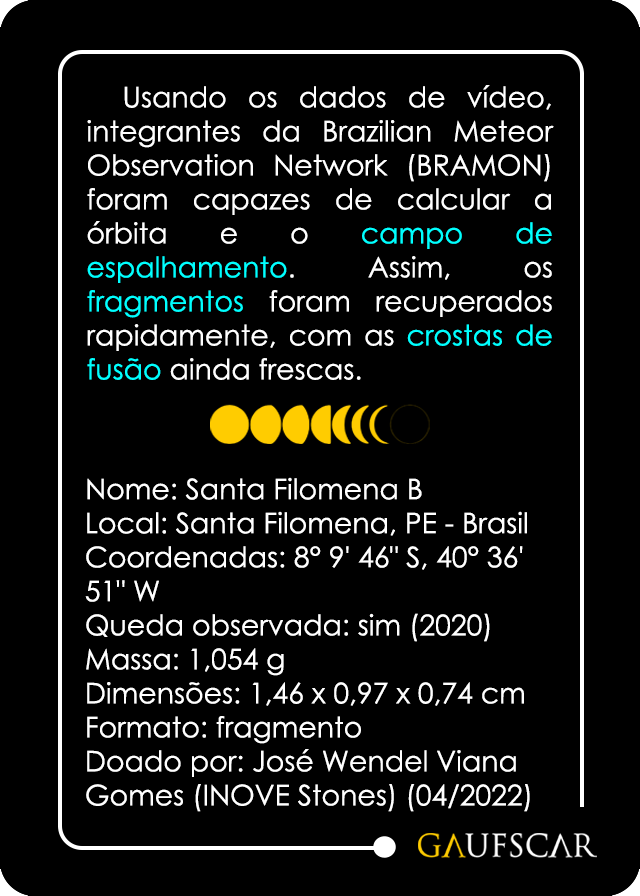 Usando os dados de vídeo,
integrantes da Brazilian Meteor
Observation Network (BRAMON)
foram capazes de calcular a
órbita e o campo de
espalhamento. Assim, os
fragmentos foram recuperados
rapidamente, com as crostas de
fusão ainda frescas.
Nome: Santa Filomena B
Local: Santa Filomena, PE - Brasil
Coordenadas: 8° 9' 46" S, 40° 36'
51" W
Queda observada: sim (2020)
Massa: 1,054 g
Dimensões: 1,46 x 0,97 x 0,74 cm
Formato: fragmento
Doado por: José Wendel Viana
Gomes (INOVE Stones) (04/2022)
GAUFSCAR